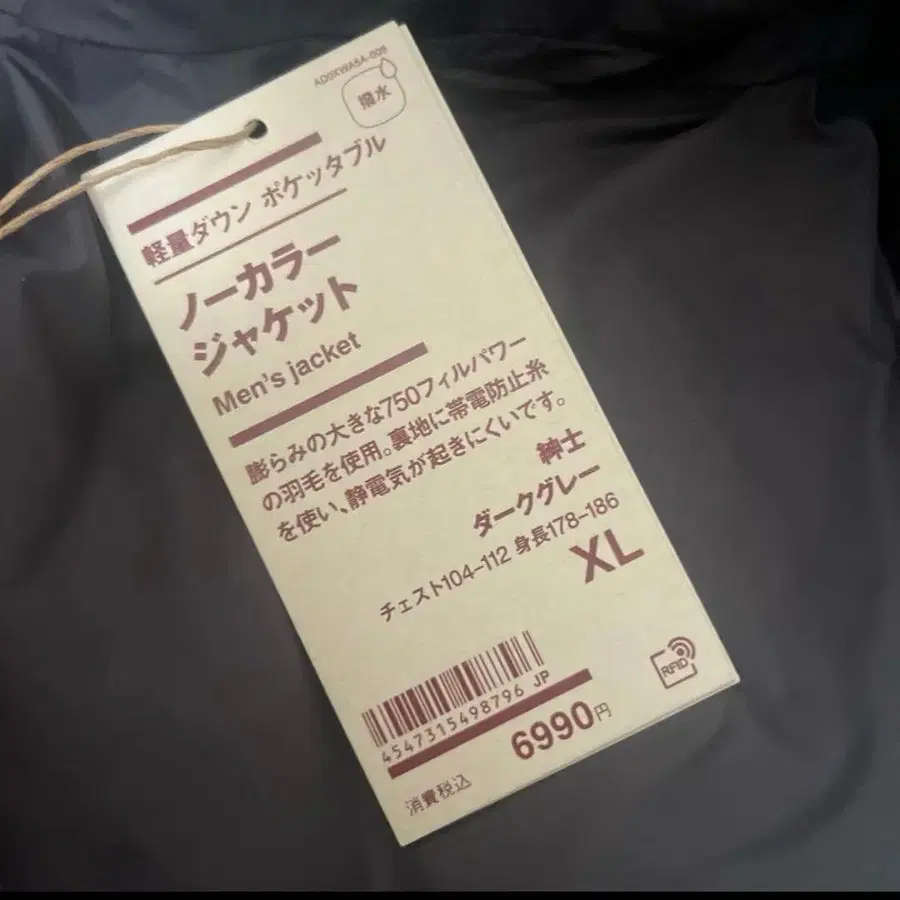 AD0XWA5A-009
撥水
軽量ダウン ポケッタブル
ノーカラー
ジャケット
Men's jacket
膨らみの大きな750フィルパワー
の羽毛を使用。裏地に帯電防止糸
を使い、静電気が起きにくいです。
紳士
ダークグレー
チェスト104-112 身長178-186
XL
4547315498796 JP
RFID
6990円
消費税込